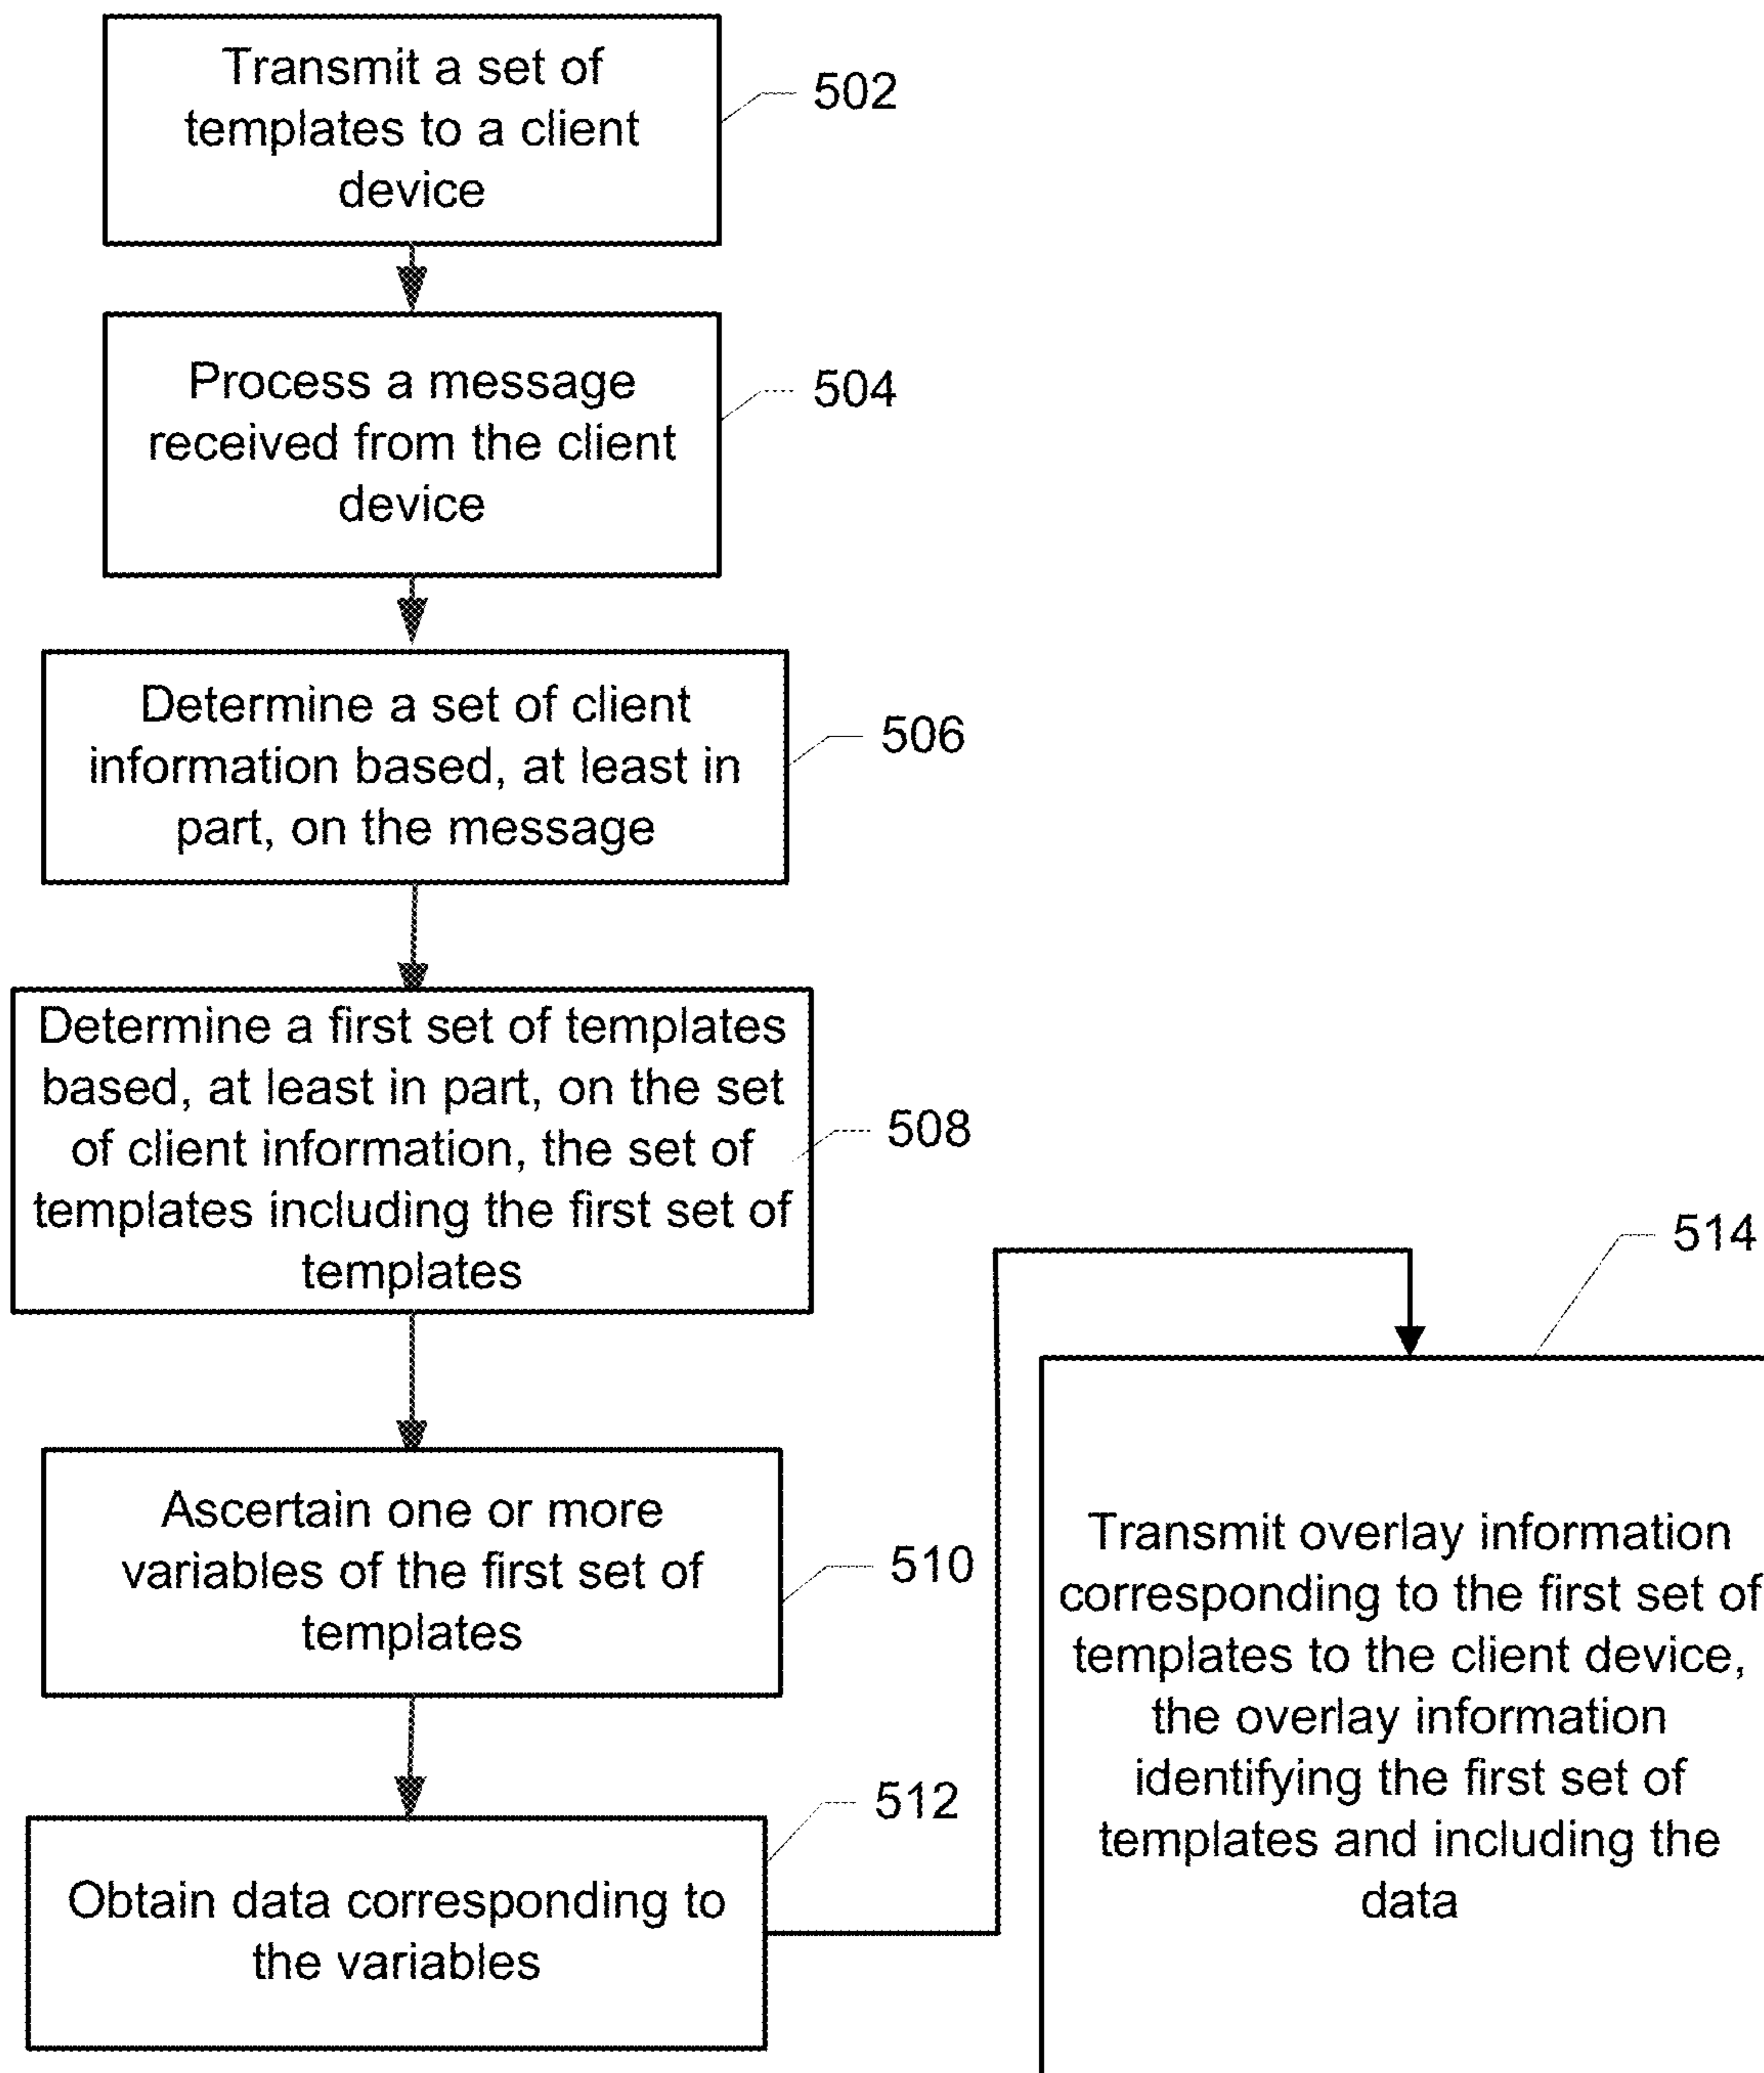 Transmit a set of
templates to a client
device
502
Process a message
received from the client
device
504
Determine a set of client
information based, at least in
part, on the message
506
Determine a first set of templates
based, at least in part, on the set
of client information, the set of
templates including the first set of
templates
508
Ascertain one or more
variables of the first set of
templates
510
Obtain data corresponding to
the variables
512
514
Transmit overlay information
corresponding to the first set of
templates to the client device,
the overlay information
identifying the first set of
templates and including the
data